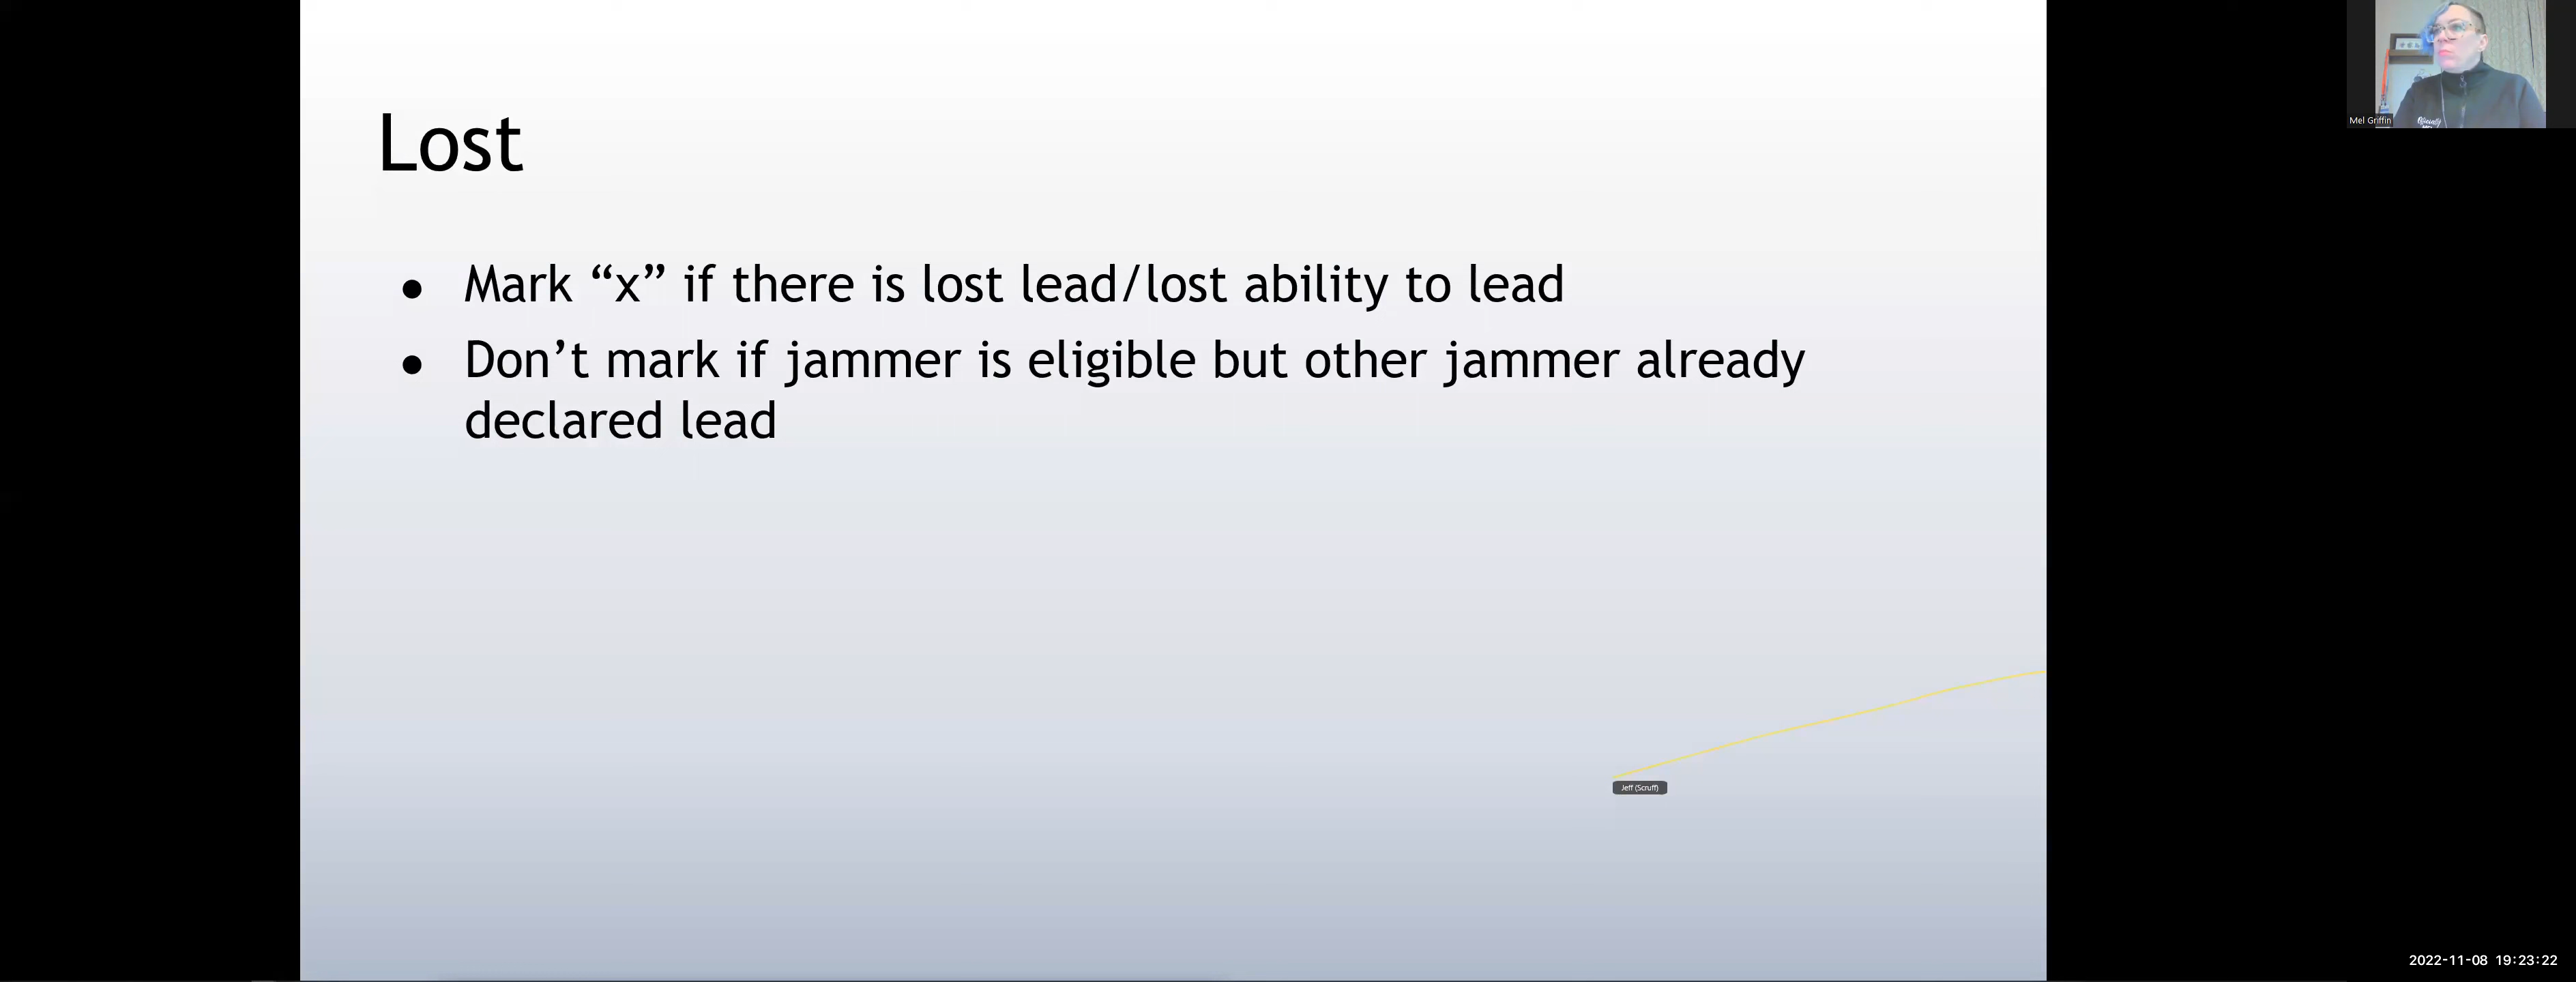 Lost
● Mark “x” if there is lost lead/lost ability to lead
● Don’t mark if jammer is eligible but other jammer already
declared lead
Jeff (Scruff)
Mel Griffin
2022-11-08 19:23:22